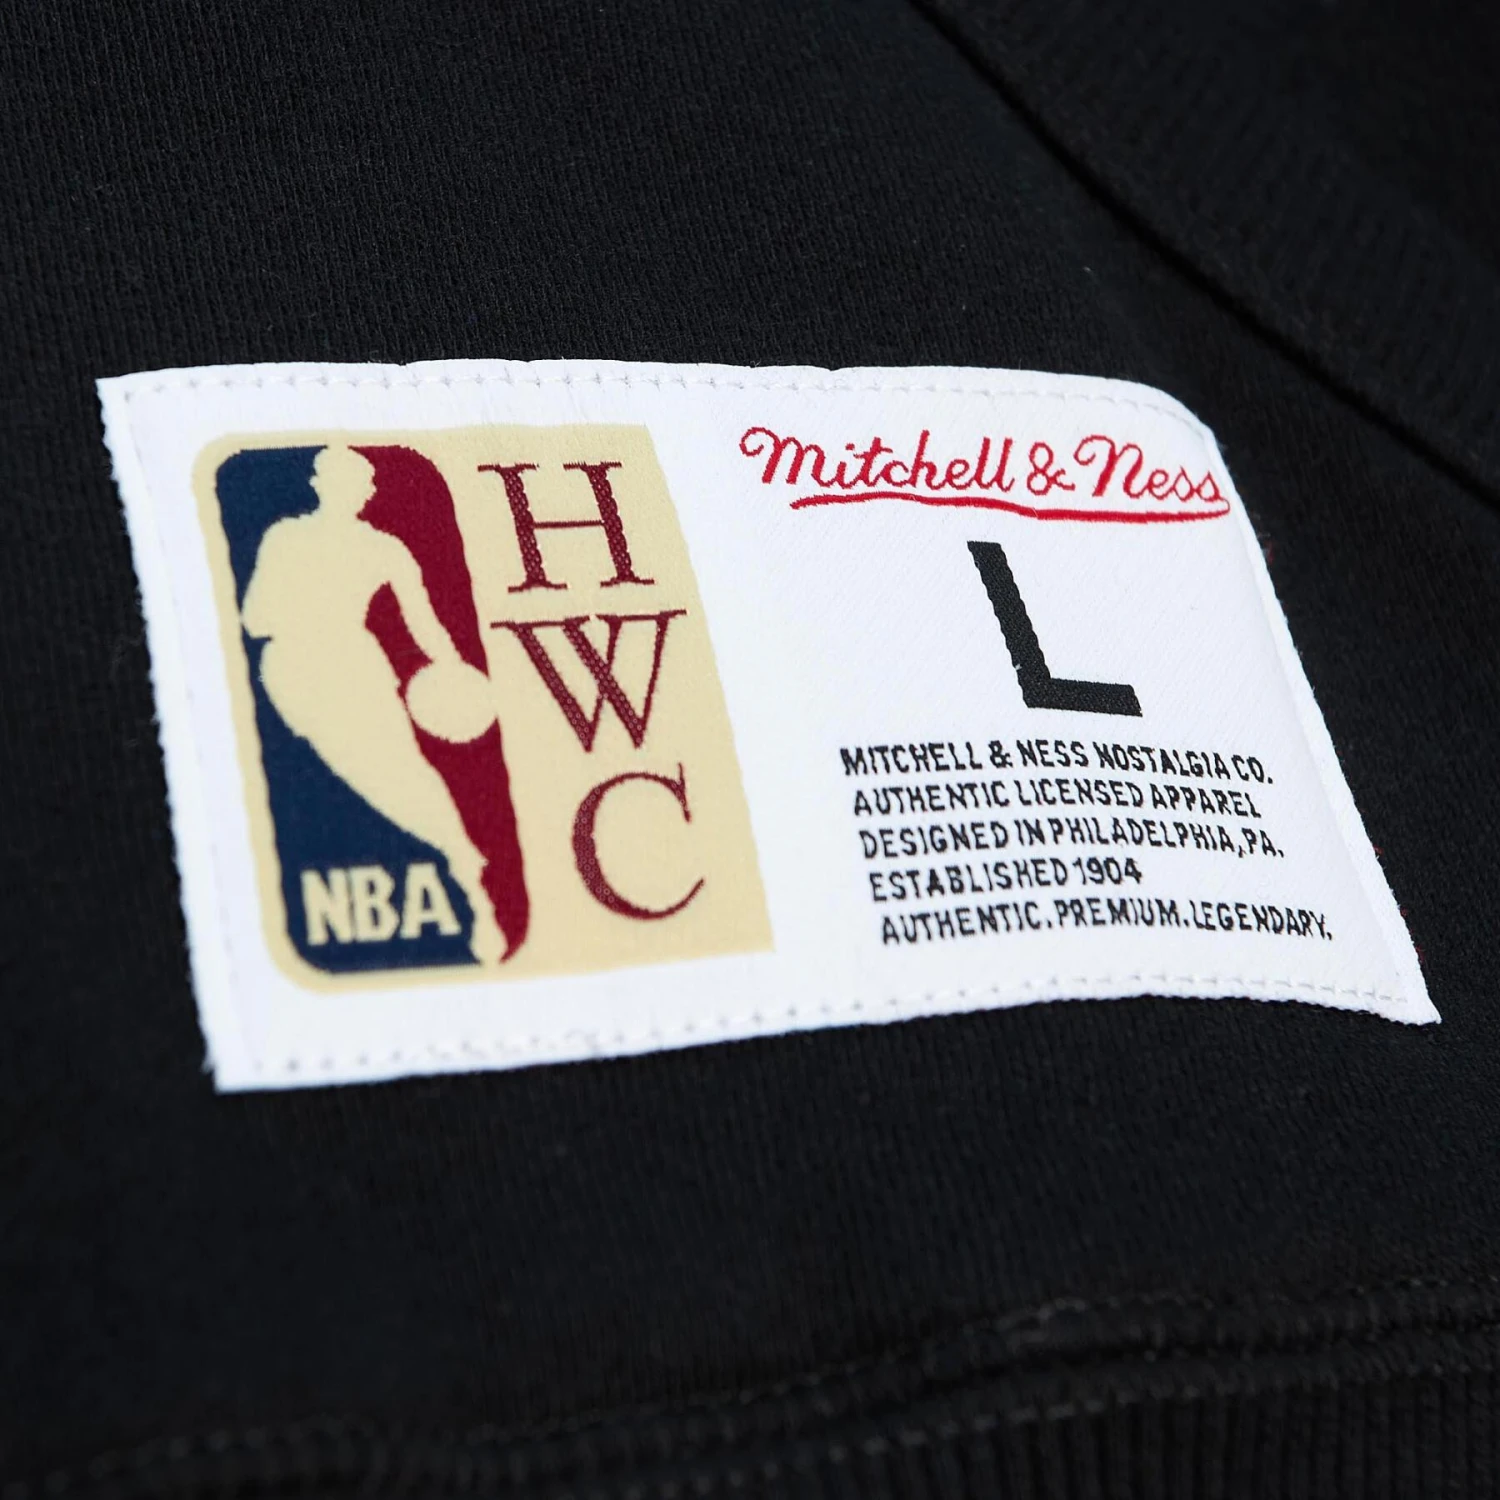 NBA
H
W
C
Mitchell & Ness
L
MITCHELL & NESS NOSTALGIA CO.
AUTHENTIC LICENSED APPAREL
DESIGNED IN PHILADELPHIA, PA.
ESTABLISHED 1904
AUTHENTIC. PREMIUM. LEGENDARY.